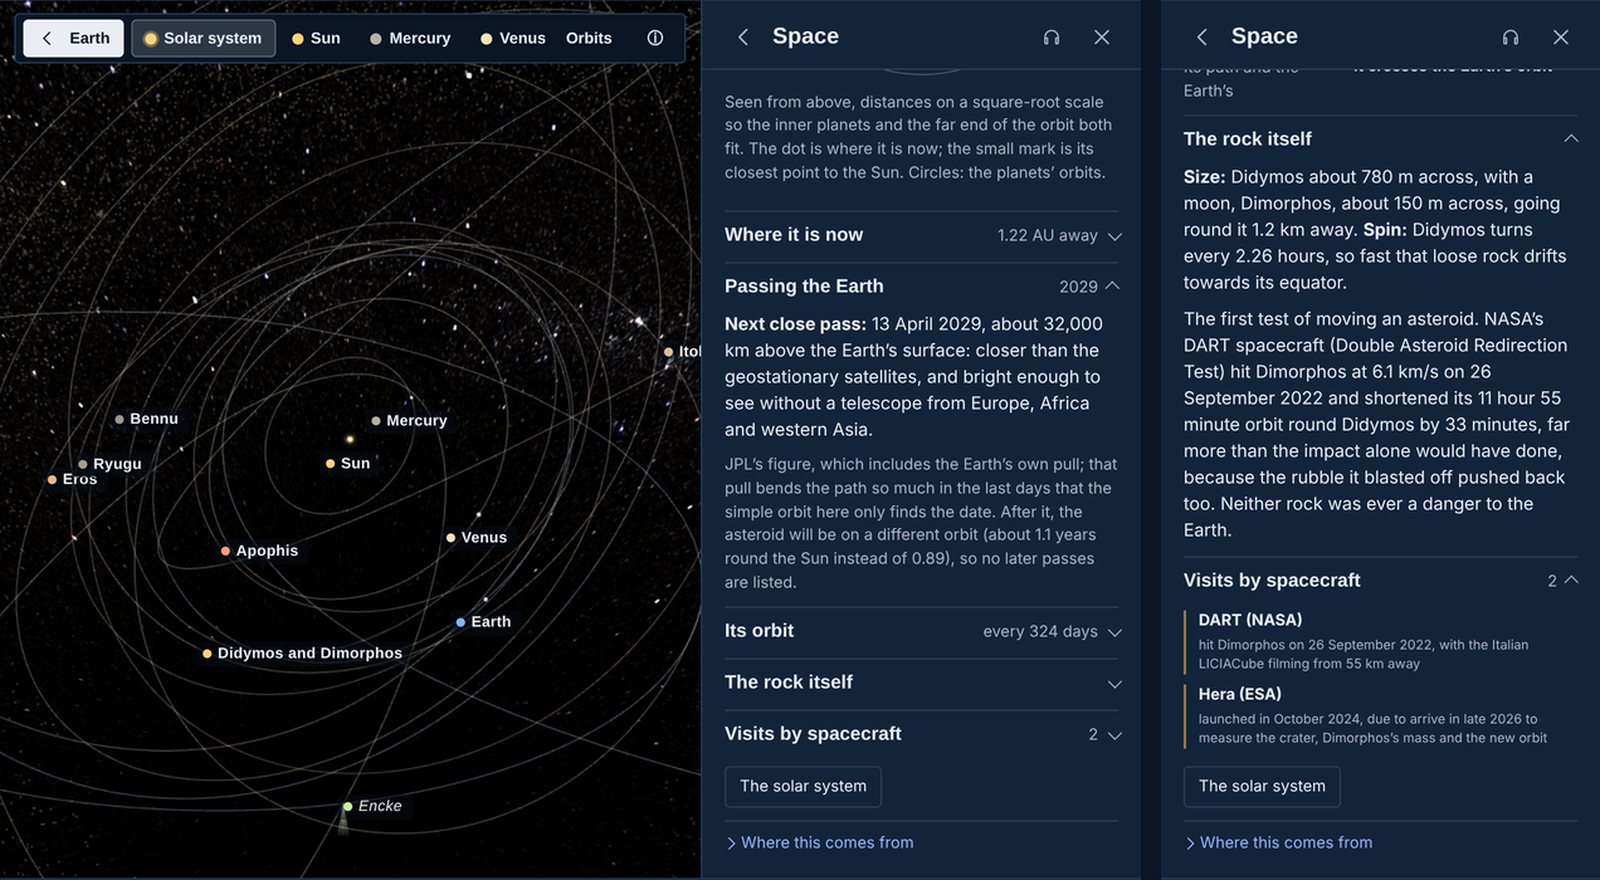 Earth
Solar system
Sun
Mercury
Venus
Orbits
Bennu
Ryugu
Eros
Mercury
Sun
Apophis
Venus
Earth
Didymos and Dimorphos
Encke
Space
Seen from above, distances on a square-root scale
so the inner planets and the far end of the orbit both
fit. The dot is where it is now; the small mark is its
closest point to the Sun. Circles: the planets’ orbits.
Where it is now
1.22 AU away
Passing the Earth
2029
Next close pass: 13 April 2029, about 32,000
km above the Earth’s surface: closer than the
geostationary satellites, and bright enough to
see without a telescope from Europe, Africa
and western Asia.
JPL’s figure, which includes the Earth’s own pull; that
pull bends the path so much in the last days that the
simple orbit here only finds the date. After it, the
asteroid will be on a different orbit (about 1.1 years
round the Sun instead of 0.89), so no later passes
are listed.
Its orbit
every 324 days
The rock itself
Visits by spacecraft
2
The solar system
Where this comes from
Space
Its path and the
Earth’s
It crosses the Earth’s orbit
The rock itself
Size: Didymos about 780 m across, with a
moon, Dimorphos, about 150 m across, going
round it 1.2 km away. Spin: Didymos turns
every 2.26 hours, so fast that loose rock drifts
towards its equator.
The first test of moving an asteroid. NASA’s
DART spacecraft (Double Asteroid Redirection
Test) hit Dimorphos at 6.1 km/s on 26
September 2022 and shortened its 11 hour 55
minute orbit round Didymos by 33 minutes, far
more than the impact alone would have done,
because the rubble it blasted off pushed back
too. Neither rock was ever a danger to the
Earth.
Visits by spacecraft
2
DART (NASA)
hit Dimorphos on 26 September 2022, with the Italian
LICIACube filming from 55 km away
Hera (ESA)
launched in October 2024, due to arrive in late 2026 to
measure the crater, Dimorphos’s mass and the new orbit
The solar system
Where this comes from